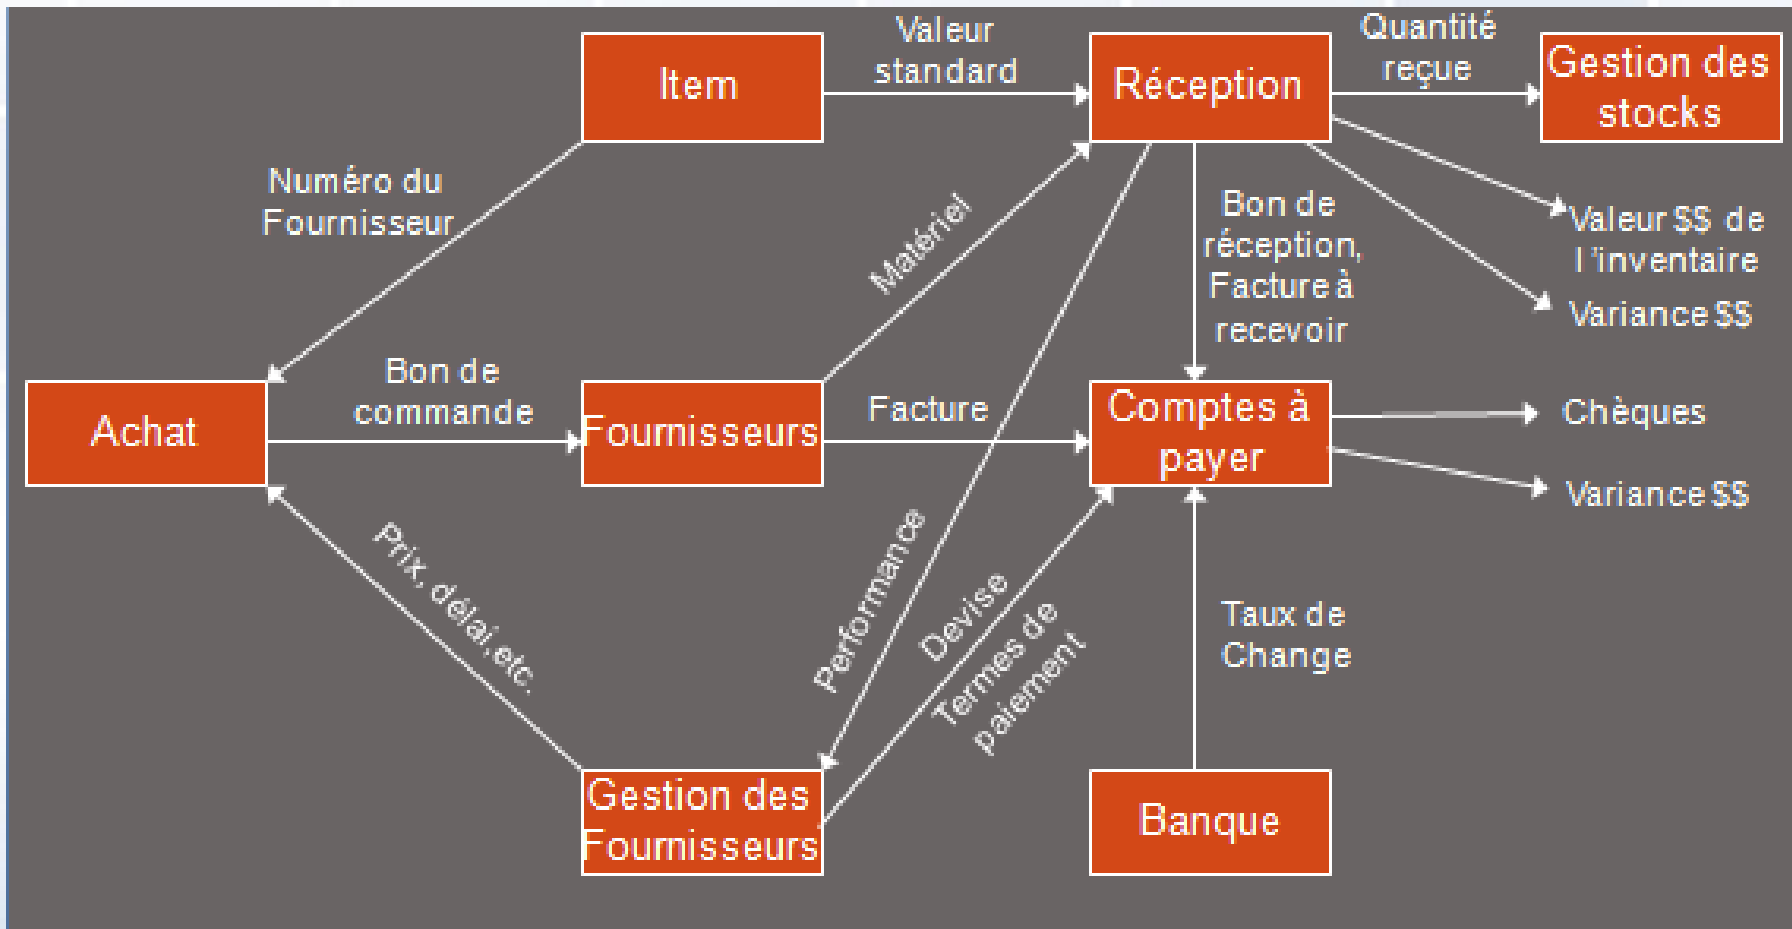 Valeur
standard
Quantité
reçue
Item
Réception
Gestion des
stocks
Numéro du
Fournisseur
Matériel
Bon de
réception,
Facture à
recevoir
Valeur $$ de
l'inventaire
Variance $$
Bon de
commande
Facture
Achat
Fournisseurs
Comptes à
payer
Chèques
Variance $$
Prix, délai,etc.
Performance
Devise
Termes de
paiement
Taux de
Change
Gestion des
Fournisseurs
Banque